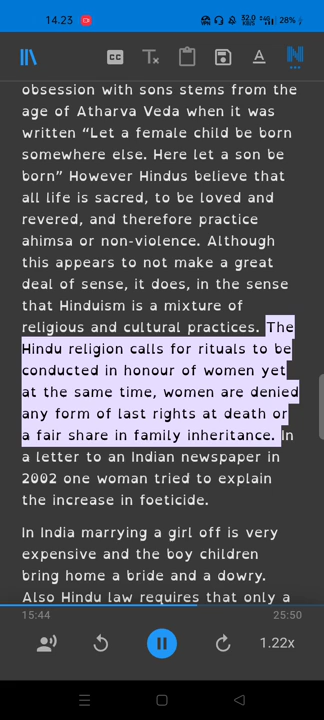 14.23
32.0
28%
CC
T
A
N
obsession with sons stems from the
age of Atharva Veda when it was
written “Let a female child be born
somewhere else. Here let a son be
born” However Hindus believe that
all life is sacred, to be loved and
revered, and therefore practice
ahimsa or non-violence. Although
this appears to not make a great
deal of sense, it does, in the sense
that Hinduism is a mixture of
religious and cultural practices. The
Hindu religion calls for rituals to be
conducted in honour of women yet
at the same time, women are denied
any form of last rights at death or
a fair share in family inheritance. In
a letter to an Indian newspaper in
2002 one woman tried to explain
the increase in foeticide.
In India marrying a girl off is very
expensive and the boy children
bring home a bride and a dowry.
Also Hindu law requires that only a
15:44 25:50
1.22x